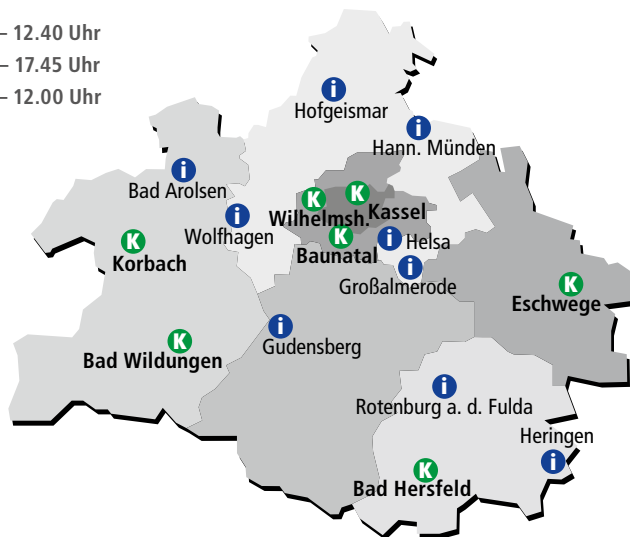 – 12.40 Uhr
– 17.45 Uhr
– 12.00 Uhr
i
Hofgeismar
i
Hann. Münden
i
Bad Arolsen
K
Wilhelmsh.
K
Kassel
i
Wolfhagen
K
Baunatal
i
Helsa
K
Korbach
i
Großalmerode
K
Eschwege
i
Gudensberg
K
Bad Wildungen
i
Rotenburg a. d. Fulda
Heringen
i
K
Bad Hersfeld